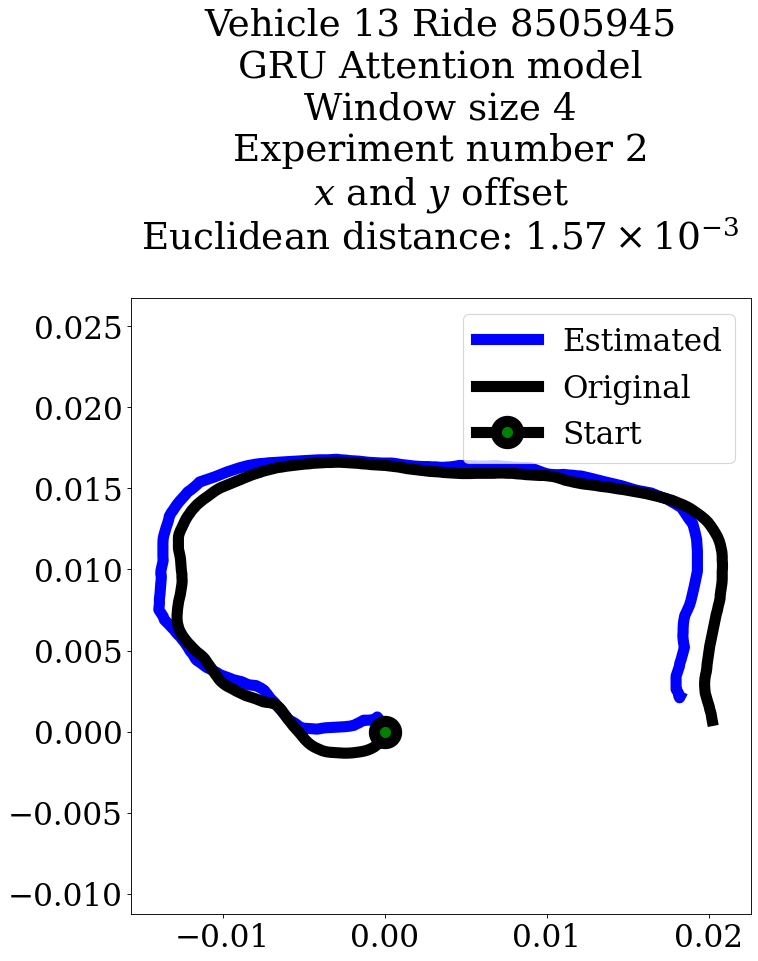 Vehicle 13 Ride 8505945
GRU Attention model
Window size 4
Experiment number 2
x and y offset
Euclidean distance: 1.57 × 10⁻³
Estimated
Original
Start
0.025
0.020
0.015
0.010
0.005
0.000
−0.005
−0.010
−0.01 0.00 0.01 0.02